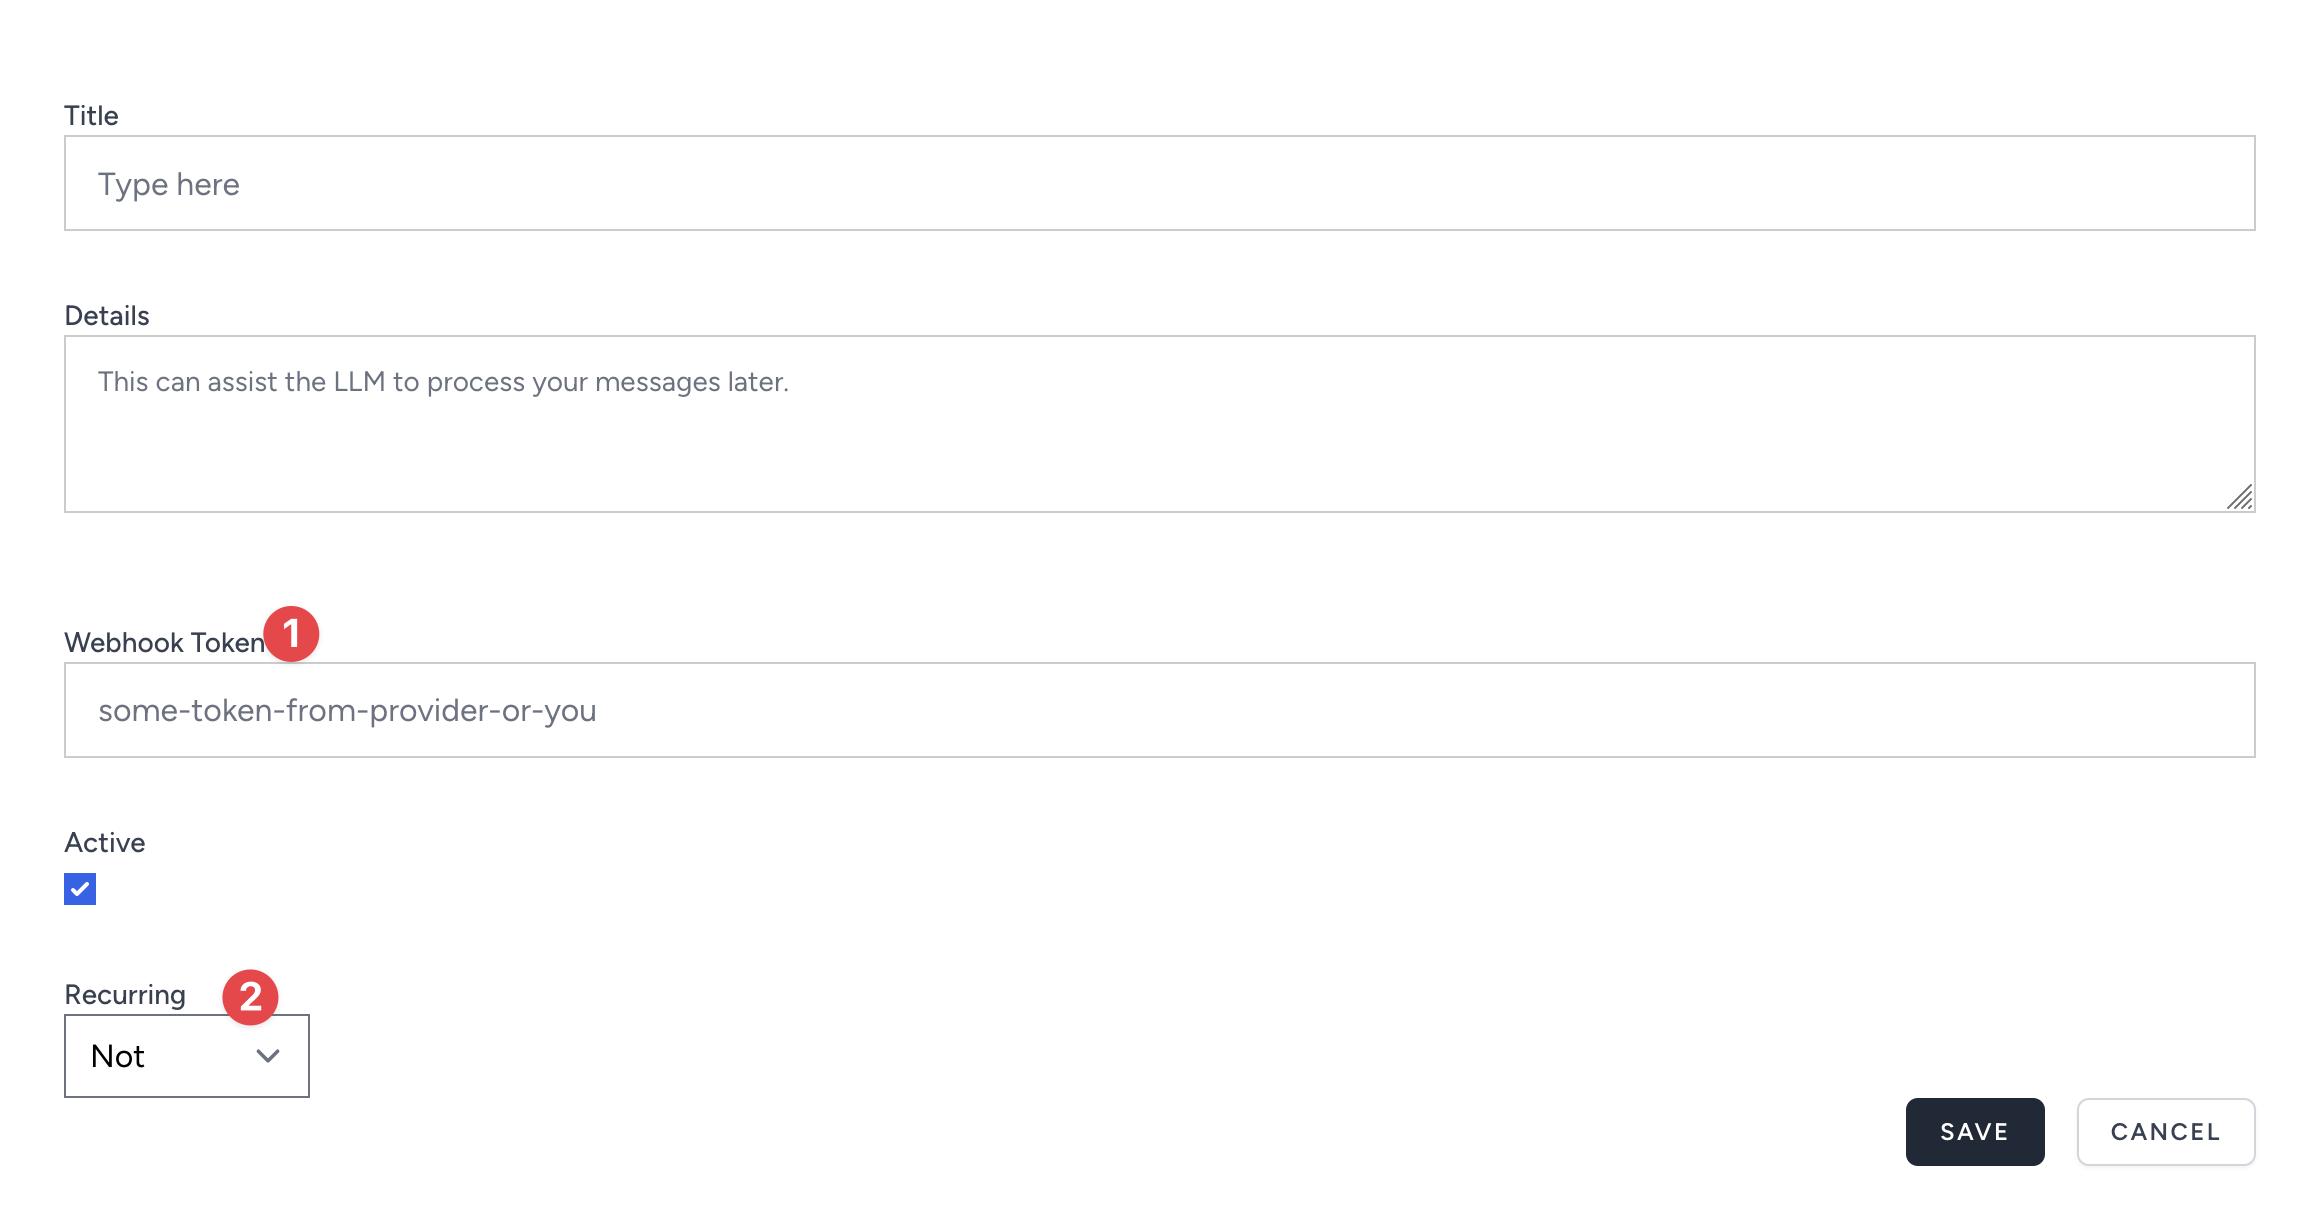 Title
Type here
Details
This can assist the LLM to process your messages later.
Webhook Token 1
some-token-from-provider-or-you
Active
Recurring 2
Not
SAVE CANCEL